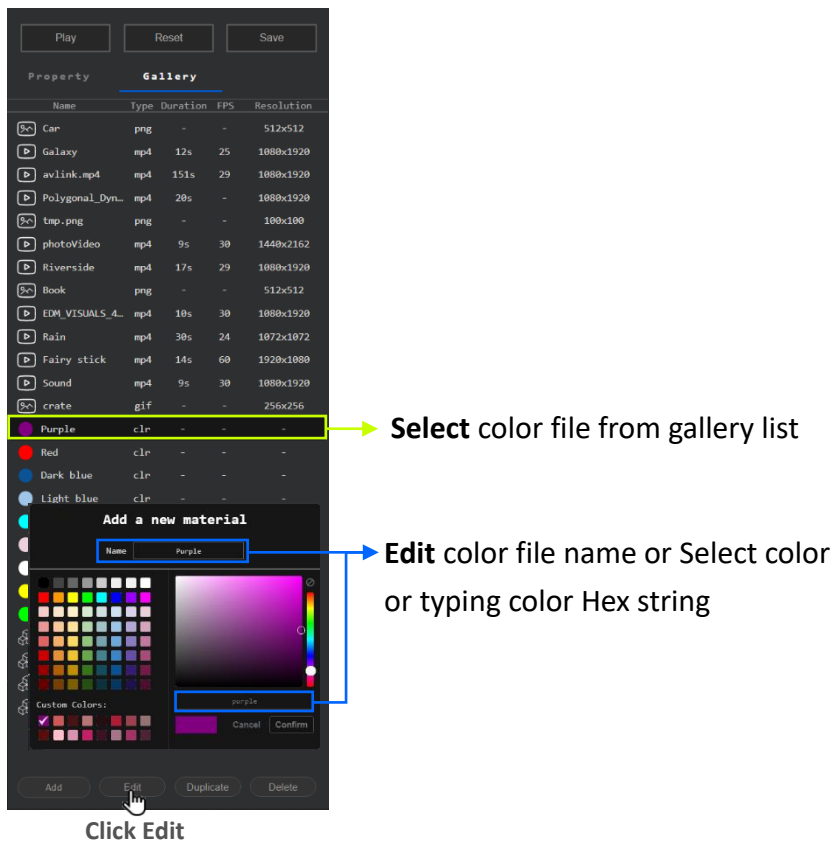 Play Reset Save
Property Gallery
Name Type Duration FPS Resolution
Car png - - 512x512
Galaxy mp4 12s 25 1080x1920
avlink.mp4 mp4 151s 29 1080x1920
Polygonal_Dyn… mp4 20s - 1080x1920
tmp.png png - - 100x100
photoVideo mp4 9s 30 1440x2162
Riverside mp4 17s 29 1080x1920
Book png - - 512x512
EDM_VISUALS_4… mp4 10s 30 1080x1920
Rain mp4 30s 24 1072x1072
Fairy stick mp4 14s 60 1920x1080
Sound mp4 9s 30 1080x1920
crate gif - - 256x256
Purple clr - - -
Select color file from gallery list
Red clr - - -
Dark blue clr - - -
Light blue clr - - -
Add a new material
Name Purple
Edit color file name or Select color
or typing color Hex string
purple
Custom Colors:
Cancel Confirm
Add Edit Duplicate Delete
Click Edit